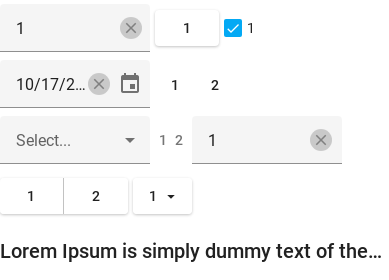 1 1 1
10/17/2... 1 2
Select... 1 2 1
1 2 1
Lorem Ipsum is simply dummy text of the...